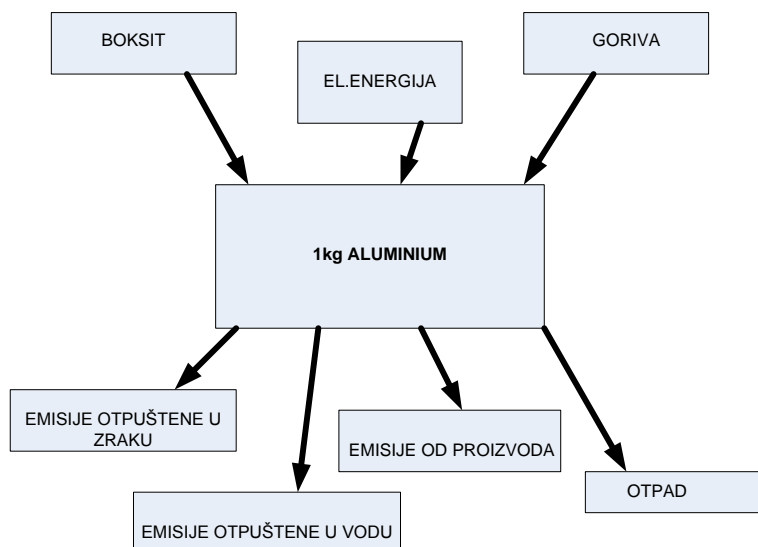 BOKSIT
EL.ENERGIJA
GORIVA
1kg ALUMINIUM
EMISIJE OTPUŠTENE U
ZRAKU
EMISIJE OTPUŠTENE U VODU
EMISIJE OD PROIZVODA
OTPAD